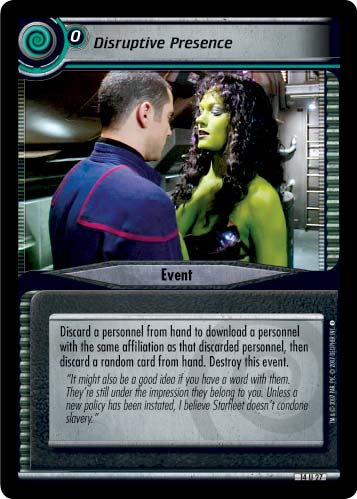 0 Disruptive Presence
Event
Discard a personnel from hand to download a personnel
with the same affiliation as that discarded personnel, then
discard a random card from hand. Destroy this event.
"It might also be a good idea if you have a word with them.
They're still under the impression they belong to you. Unless a
new policy has been instated, I believe Starfleet doesn't condone
slavery."
14 U 27